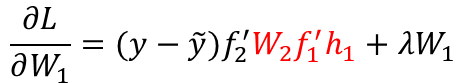 ∂L/∂W₁ = (y − ỹ)f₂′W₂f₁′h₁ + λW₁